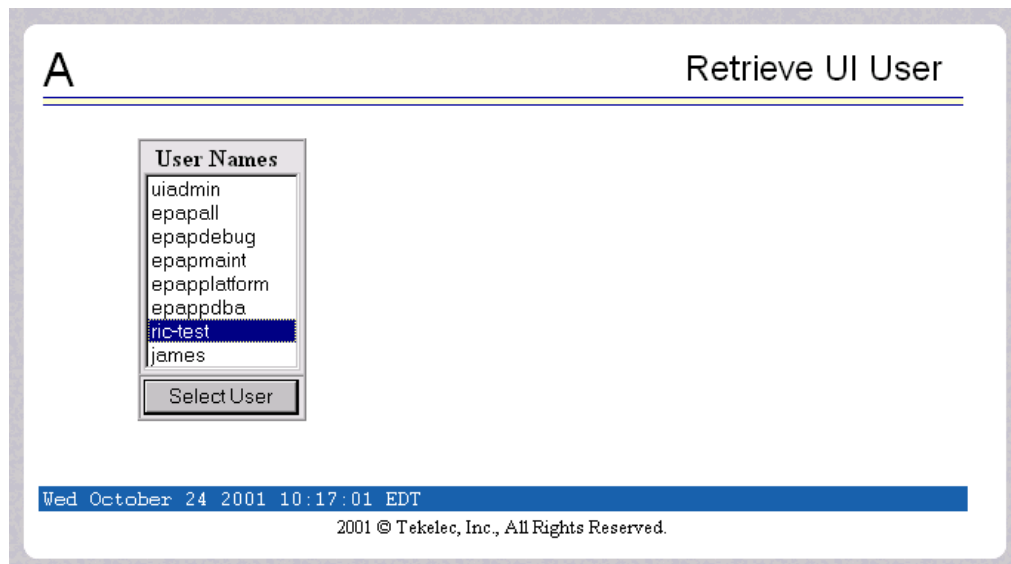 A
Retrieve UI User
User Names
uiadmin
epapall
epapdebug
epapmaint
epapplatform
epappdba
ric-test
james
Select User
Wed October 24 2001 10:17:01 EDT
2001 © Tekelec, Inc., All Rights Reserved.